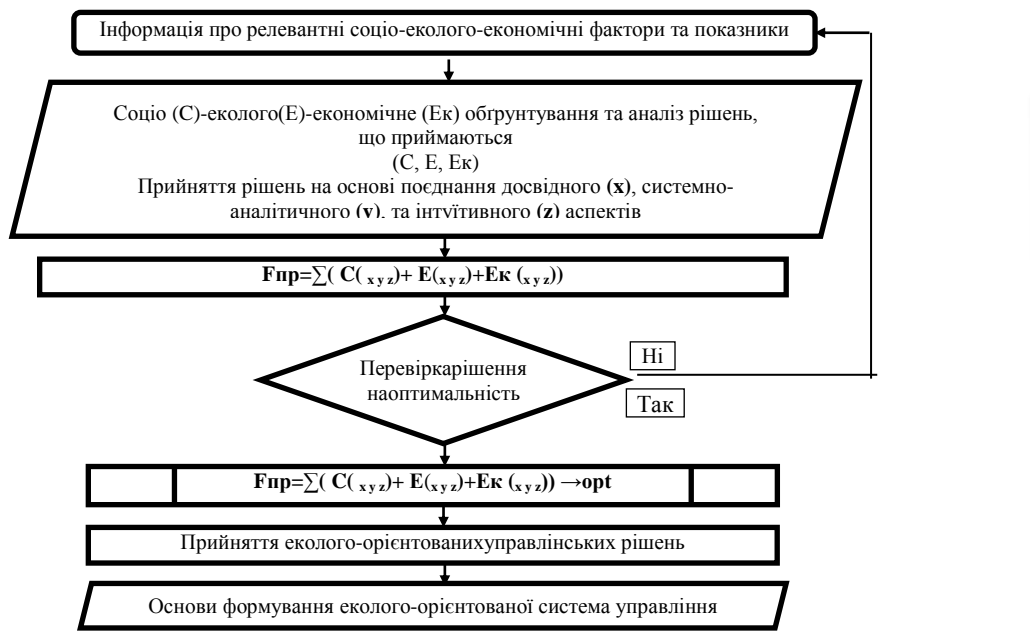 Інформація про релевантні соціо-еколого-економічні фактори та показники
Соціо (С)-еколого(Е)-економічне (Ек) обґрунтування та аналіз рішень,
що приймаються
(С, Е, Ек)
Прийняття рішень на основі поєднання досвідного (x), системно-
аналітичного (y), та інтуїтивного (z) аспектів
Fпр=∑( С( x y z)+ Е(x y z)+Ек (x y z))
Перевіркарішення
наоптимальність
Ні
Так
Fпр=∑( С( x y z)+ Е(x y z)+Ек (x y z)) →opt
Прийняття еколого-орієнтованихуправлінських рішень
Основи формування еколого-орієнтованої система управління